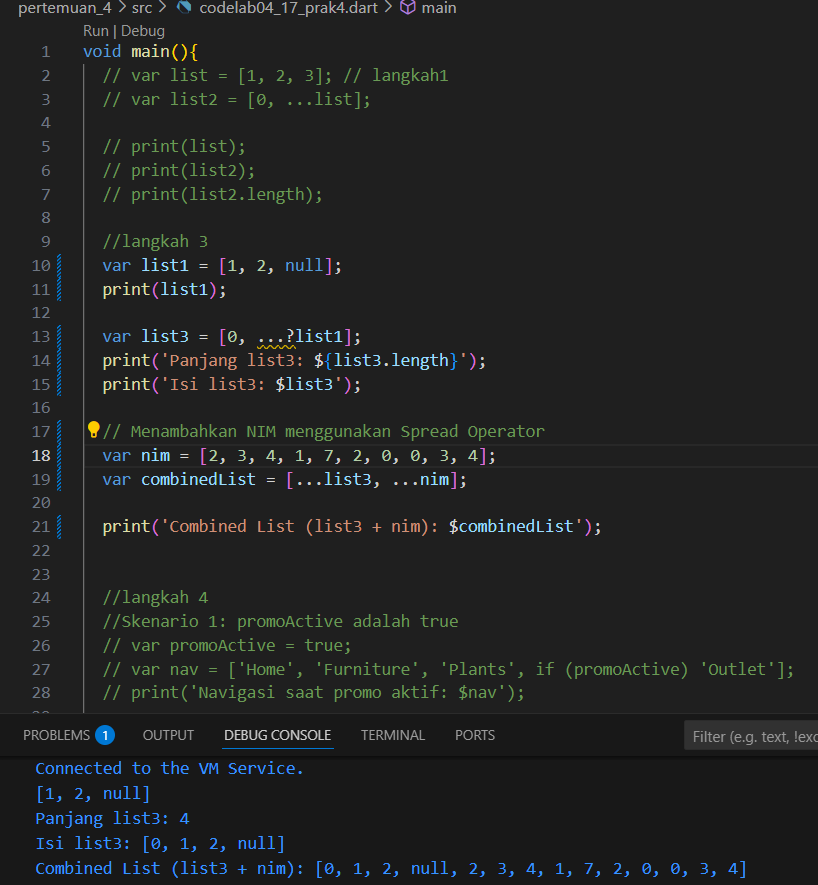 pertemuan_4 > src > codelab04_17_prak4.dart > main
Run | Debug
1 void main(){
2 // var list = [1, 2, 3]; // langkah1
3 // var list2 = [0, ...list];
4
5 // print(list);
6 // print(list2);
7 // print(list2.length);
8
9 //langkah 3
10 var list1 = [1, 2, null];
11 print(list1);
12
13 var list3 = [0, ...?list1];
14 print('Panjang list3: ${list3.length}');
15 print('Isi list3: $list3');
16
17 // Menambahkan NIM menggunakan Spread Operator
18 var nim = [2, 3, 4, 1, 7, 2, 0, 0, 3, 4];
19 var combinedList = [...list3, ...nim];
20
21 print('Combined List (list3 + nim): $combinedList');
22
23
24 //langkah 4
25 //Skenario 1: promoActive adalah true
26 // var promoActive = true;
27 // var nav = ['Home', 'Furniture', 'Plants', if (promoActive) 'Outlet'];
28 // print('Navigasi saat promo aktif: $nav');
PROBLEMS 1 OUTPUT DEBUG CONSOLE TERMINAL PORTS Filter (e.g. text, !exc
Connected to the VM Service.
[1, 2, null]
Panjang list3: 4
Isi list3: [0, 1, 2, null]
Combined List (list3 + nim): [0, 1, 2, null, 2, 3, 4, 1, 7, 2, 0, 0, 3, 4]